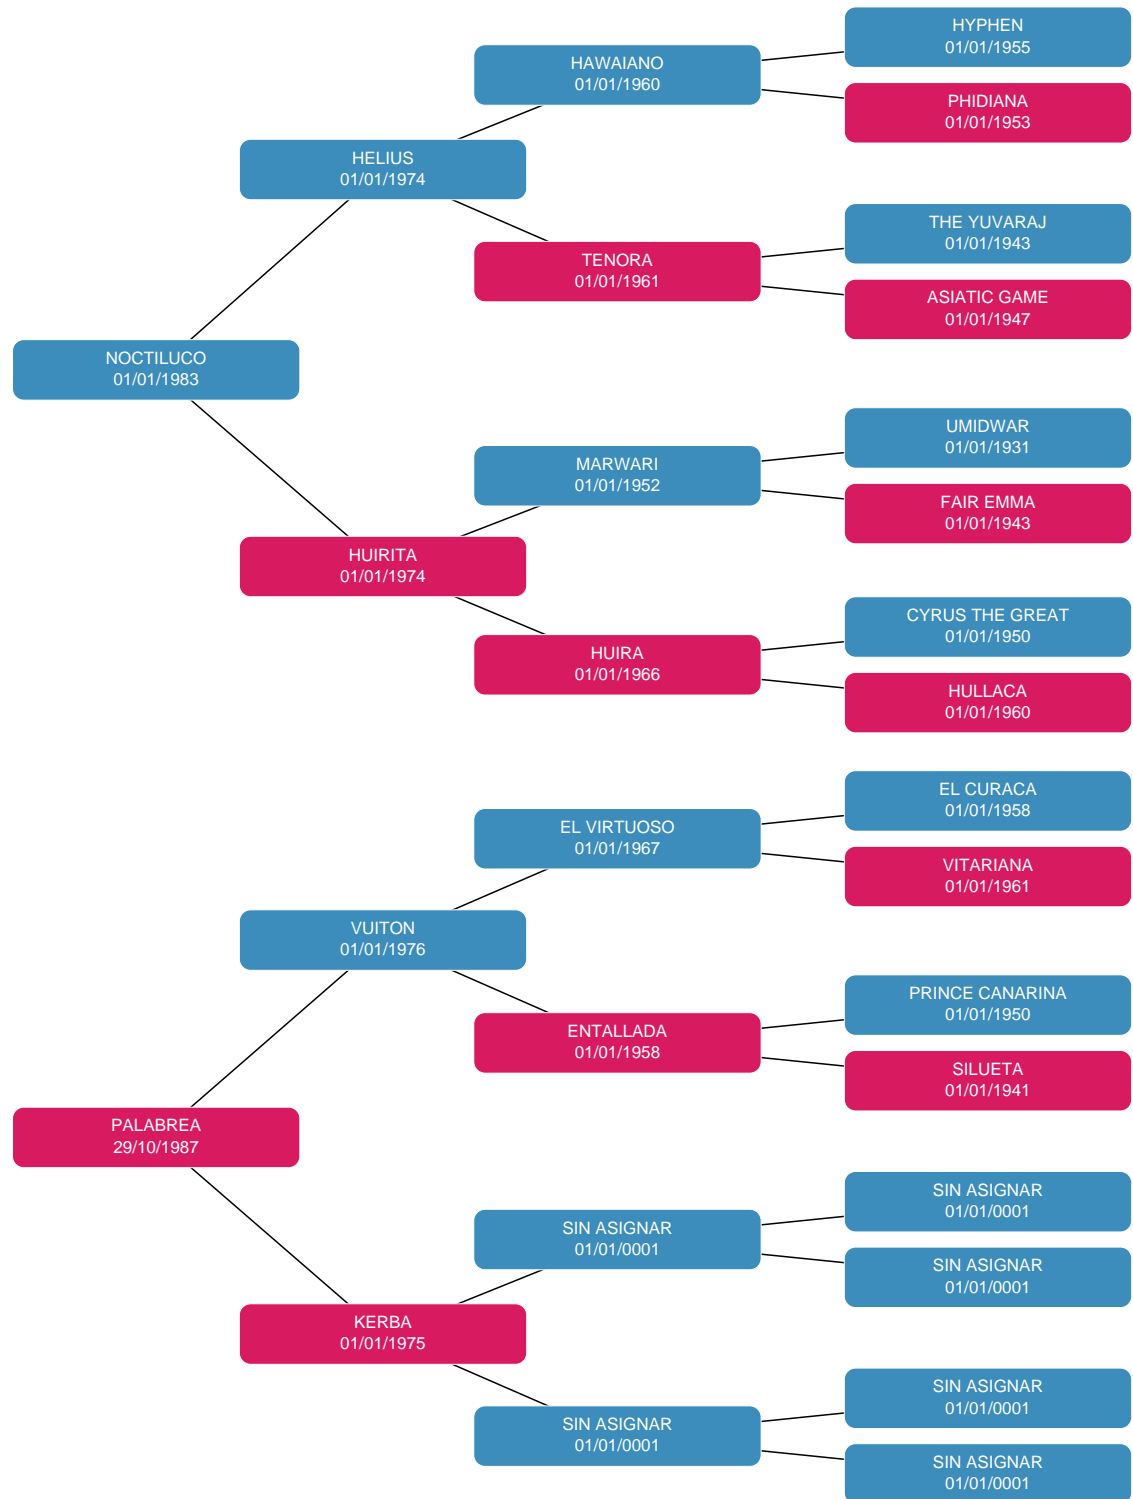 HYPHEN
01/01/1955
HAWAIANO
01/01/1960
PHIDIANA
01/01/1953
HELIUS
01/01/1974
THE YUVARAJ
01/01/1943
TENORA
01/01/1961
ASIATIC GAME
01/01/1947
NOCTILUCO
01/01/1983
UMIDWAR
01/01/1931
MARWARI
01/01/1952
FAIR EMMA
01/01/1943
HUIRITA
01/01/1974
CYRUS THE GREAT
01/01/1950
HUIRA
01/01/1966
HULLACA
01/01/1960
EL CURACA
01/01/1958
EL VIRTUOSO
01/01/1967
VITARIANA
01/01/1961
VUITON
01/01/1976
PRINCE CANARINA
01/01/1950
ENTALLADA
01/01/1958
SILUETA
01/01/1941
PALABREA
29/10/1987
SIN ASIGNAR
01/01/0001
SIN ASIGNAR
01/01/0001
SIN ASIGNAR
01/01/0001
KERBA
01/01/1975
SIN ASIGNAR
01/01/0001
SIN ASIGNAR
01/01/0001
SIN ASIGNAR
01/01/0001